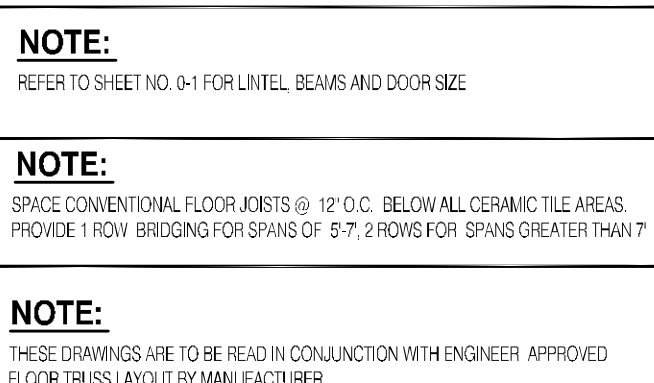 NOTE:
REFER TO SHEET NO. 0-1 FOR LINTEL, BEAMS AND DOOR SIZE
NOTE:
SPACE CONVENTIONAL FLOOR JOISTS @ 12' O.C. BELOW ALL CERAMIC TILE AREAS.
PROVIDE 1 ROW BRIDGING FOR SPANS OF 5'-7', 2 ROWS FOR SPANS GREATER THAN 7'
NOTE:
THESE DRAWINGS ARE TO BE READ IN CONJUNCTION WITH ENGINEER APPROVED
FLOOR TRUSS LAYOUT BY MANUFACTURER